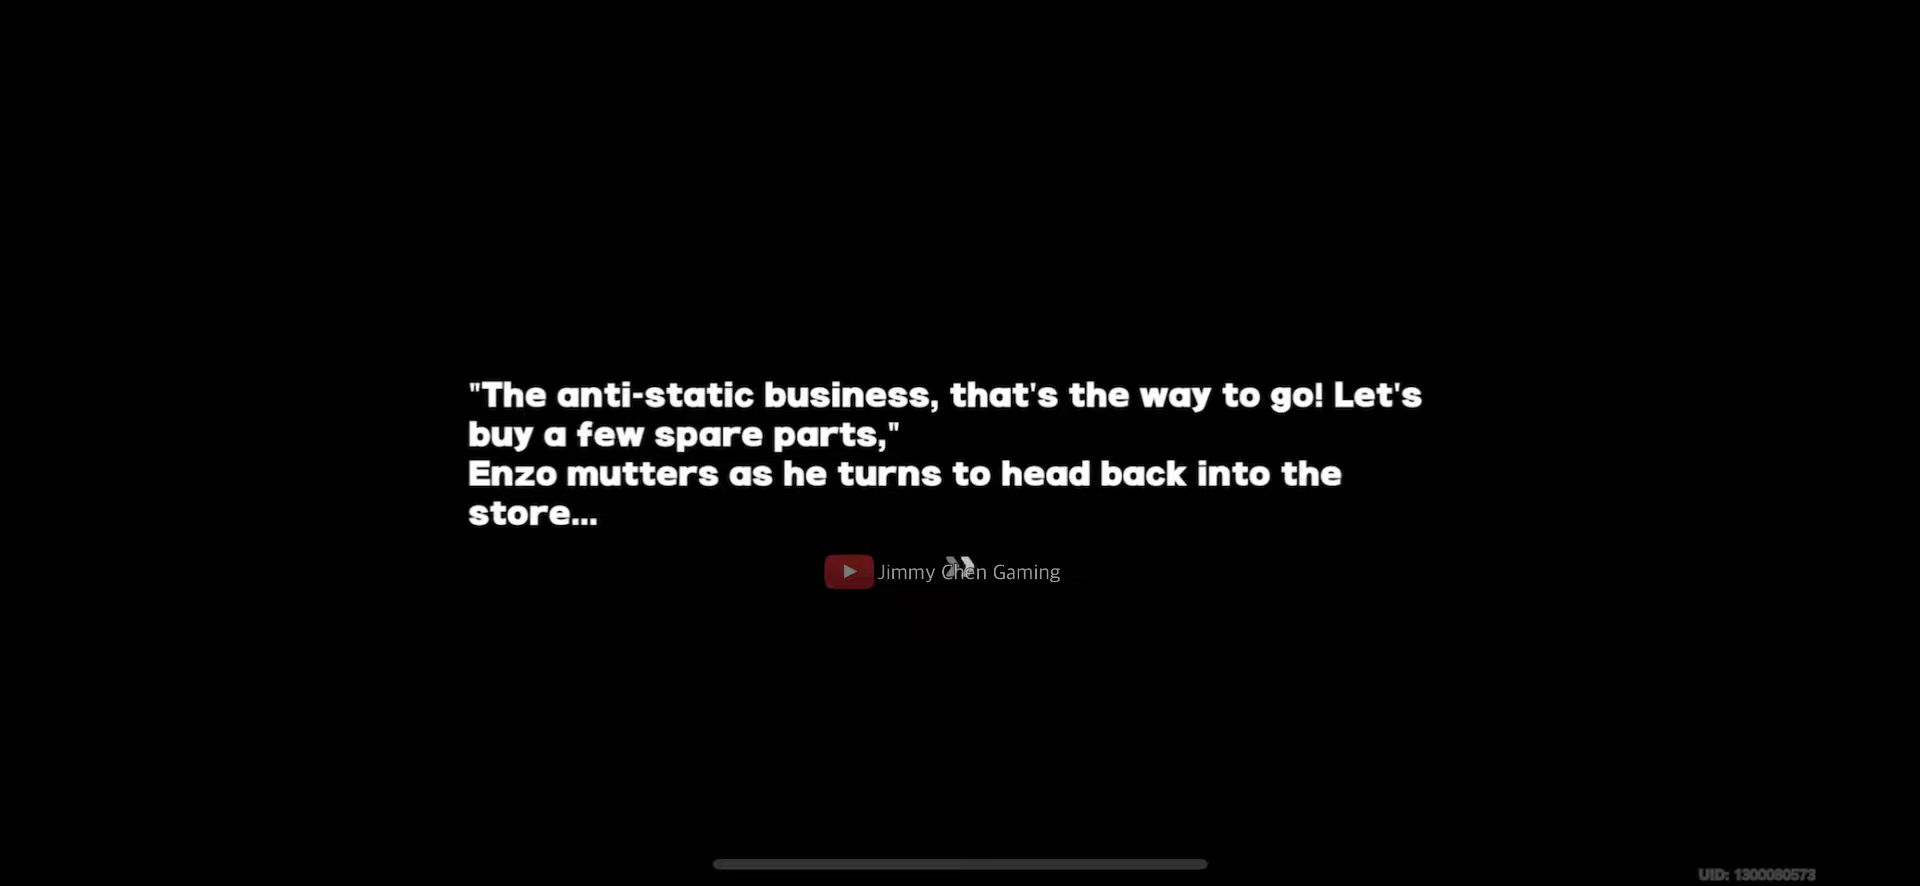 "The anti-static business, that's the way to go! Let's
buy a few spare parts,"
Enzo mutters as he turns to head back into the
store...
Jimmy Chen Gaming
UID: 1300080573